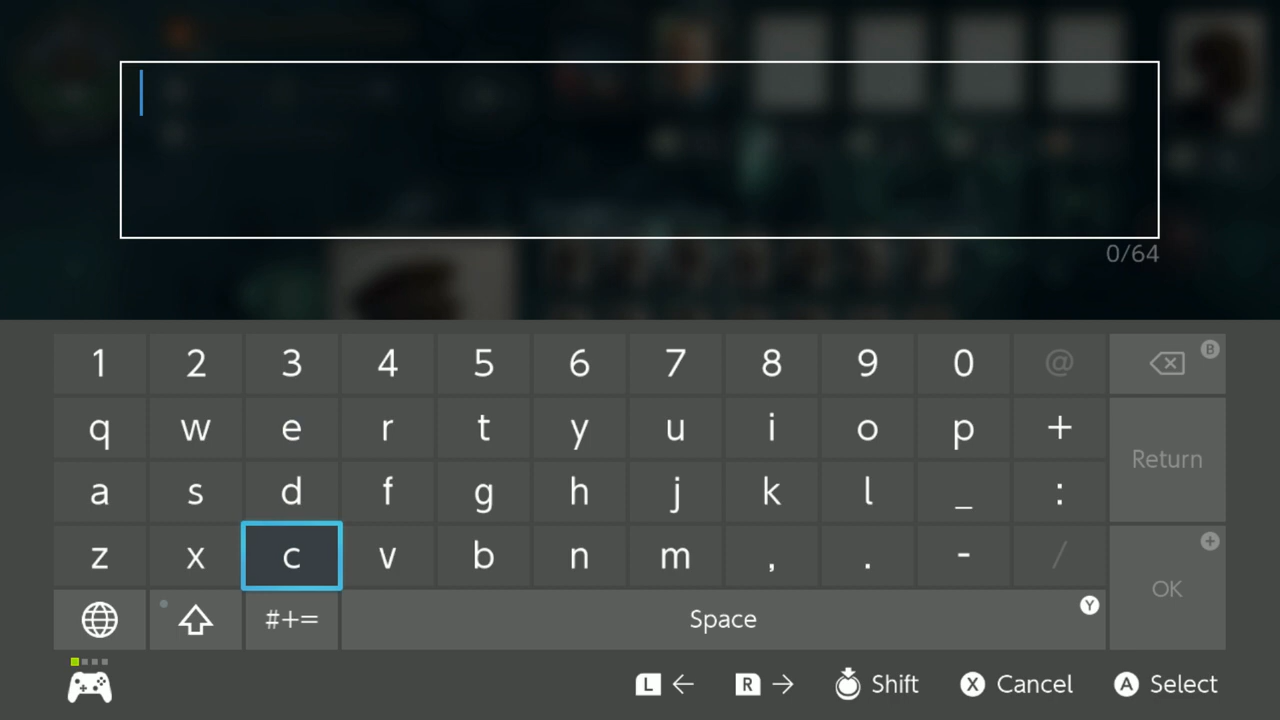 0/64
1 2 3 4 5 6 7 8 9 0 @ B
q w e r t y u i o p + Return
a s d f g h j k l _ :
z x c v b n m , . - / + OK
#+= Space Y
L ← R → Shift X Cancel A Select